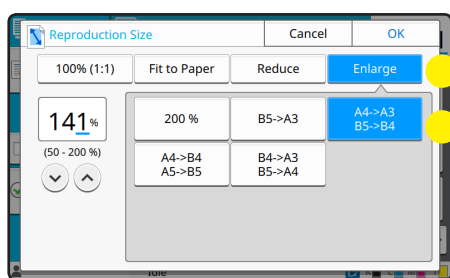 Reproduction Size
Cancel
OK
100% (1:1)
Fit to Paper
Reduce
Enlarge
141%
(50 - 200 %)
200 %
B5->A3
A4->A3
B5->B4
A4->B4
A5->B5
B4->A3
B5->A4
Idle